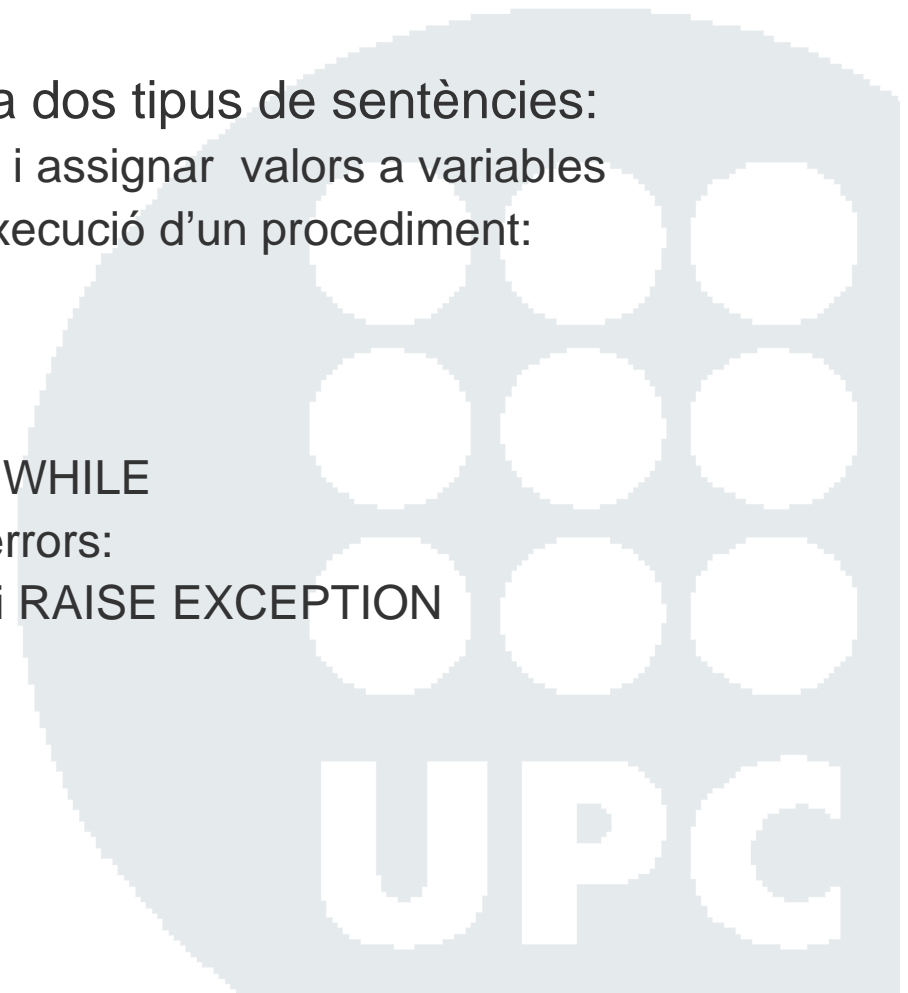 a dos tipus de sentències:
i assignar valors a variables
xecució d’un procediment:
WHILE
errors:
i RAISE EXCEPTION
UPC